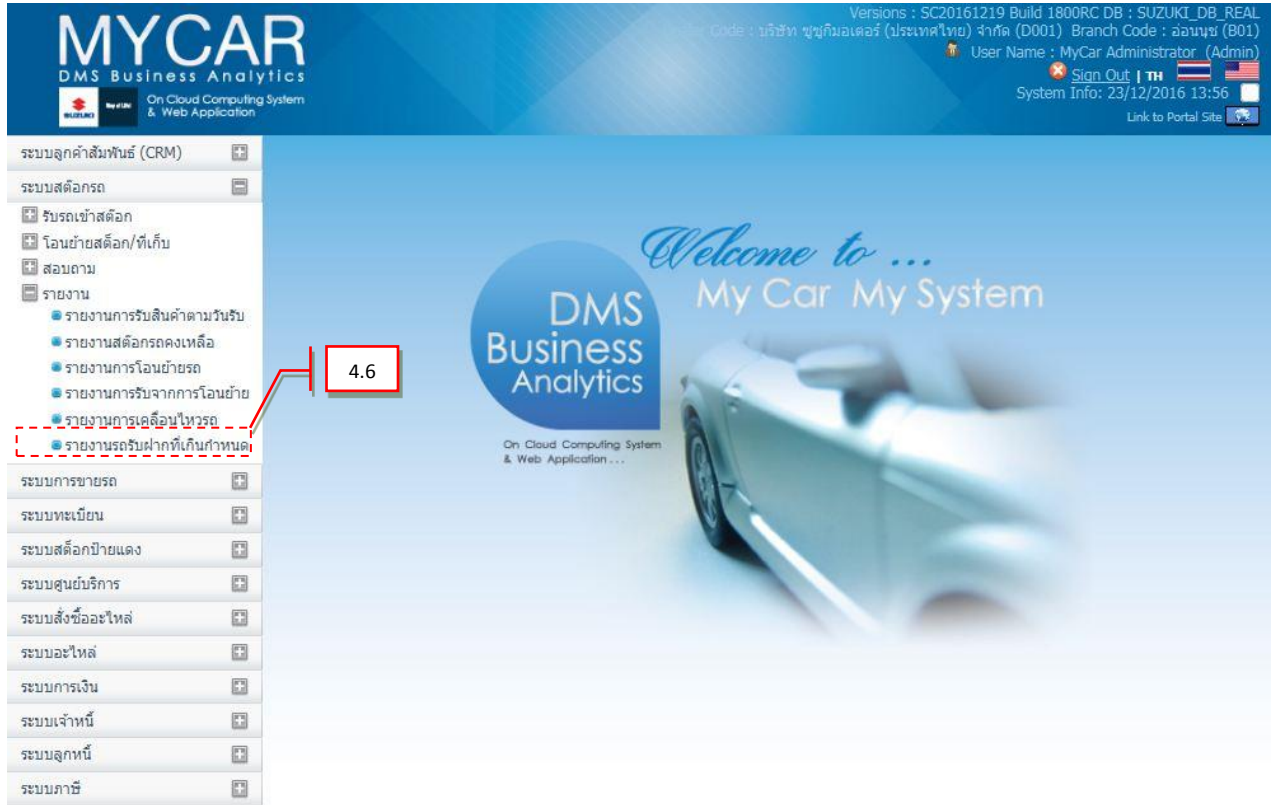 MYCAR
DMS Business Analytics
On Cloud Computing System
& Web Application
SUZUKI
Way of Life!
Versions : SC20161219 Build 1800RC DB : SUZUKI_DB_REAL
Code : บริษัท ซูซูกิมอเตอร์ (ประเทศไทย) จำกัด (D001) Branch Code : อ่อนนุช (B01)
User Name : MyCar Administrator (Admin)
Sign Out | TH
System Info: 23/12/2016 13:56
Link to Portal Site
ระบบลูกค้าสัมพันธ์ (CRM)
ระบบสต๊อกรถ
รับรถเข้าสต๊อก
โอนย้ายสต็อก/ที่เก็บ
สอบถาม
รายงาน
รายงานการรับสินค้าตามวันรับ
รายงานสต๊อกรถคงเหลือ
รายงานการโอนย้ายรถ
รายงานการรับจากการโอนย้าย
รายงานการเคลื่อนไหวรถ
รายงานรถรับฝากที่เกินกำหนด
4.6
ระบบการขายรถ
ระบบทะเบียน
ระบบสต็อกป้ายแดง
ระบบศูนย์บริการ
ระบบสั่งซื้ออะไหล่
ระบบอะไหล่
ระบบการเงิน
ระบบเจ้าหนี้
ระบบลูกหนี้
ระบบภาษี
Welcome to ...
My Car My System
DMS
Business
Analytics
On Cloud Computing System
& Web Application . . .